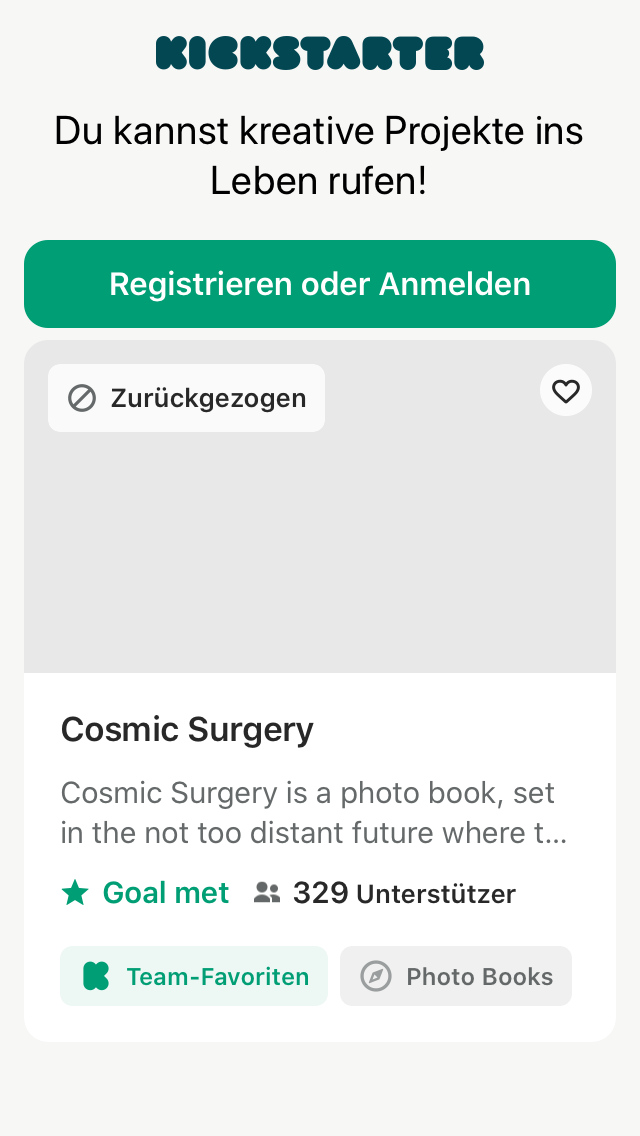 KICKSTARTER
Du kannst kreative Projekte ins
Leben rufen!
Registrieren oder Anmelden
Zurückgezogen
Cosmic Surgery
Cosmic Surgery is a photo book, set
in the not too distant future where t...
Goal met 329 Unterstützer
Team-Favoriten Photo Books